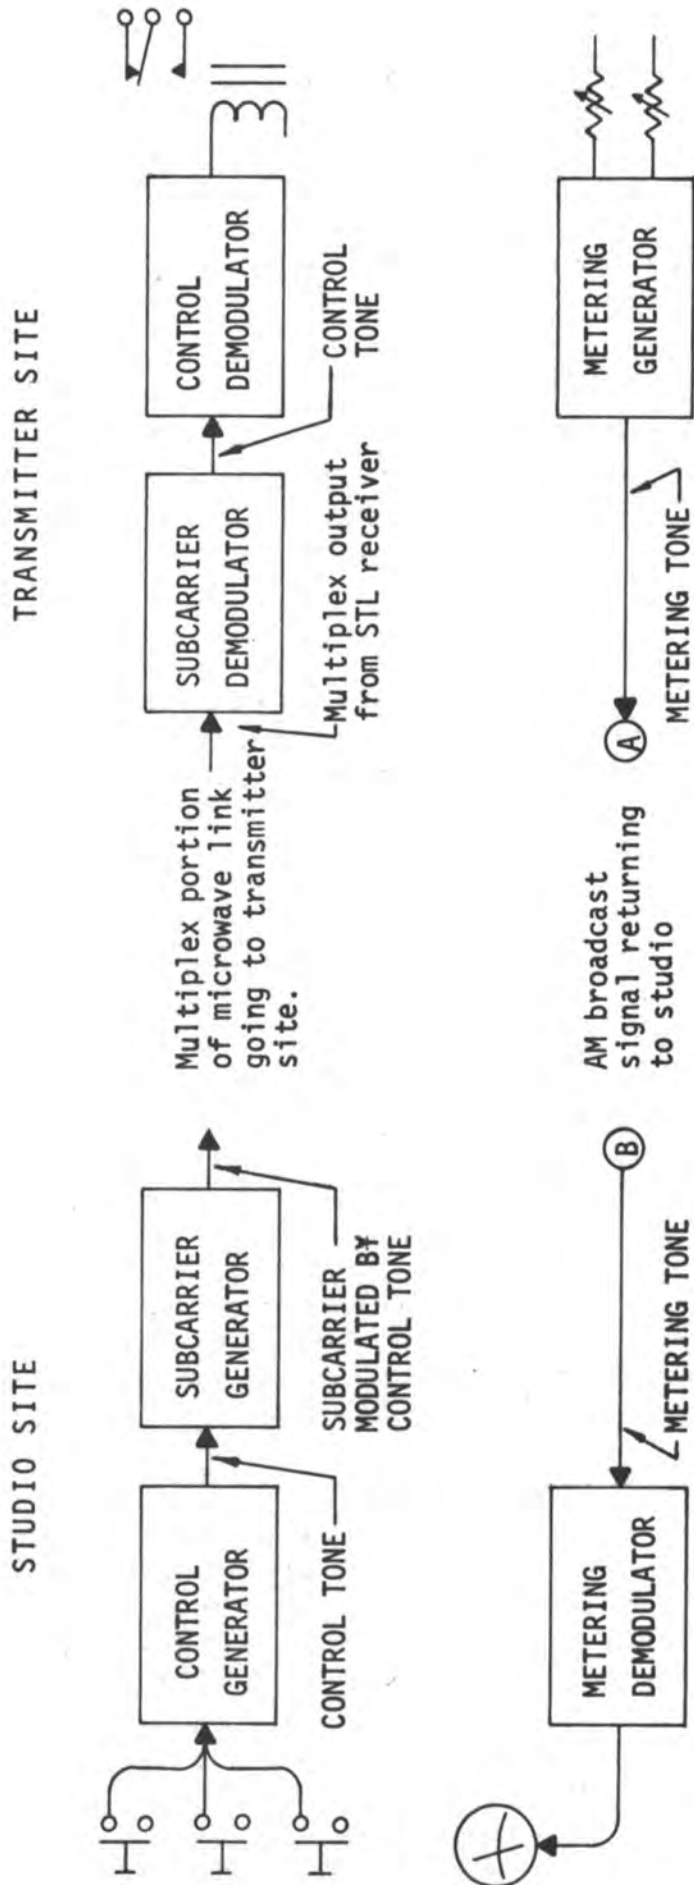 STUDIO SITE
TRANSMITTER SITE
CONTROL
GENERATOR
CONTROL TONE
SUBCARRIER
GENERATOR
SUBCARRIER
MODULATED BY
CONTROL TONE
Multiplex portion
of microwave link
going to transmitter
site.
SUBCARRIER
DEMODULATOR
Multiplex output
from STL receiver
CONTROL
TONE
CONTROL
DEMODULATOR
METERING
DEMODULATOR
METERING TONE
B
AM broadcast
signal returning
to studio
A
METERING TONE
METERING
GENERATOR